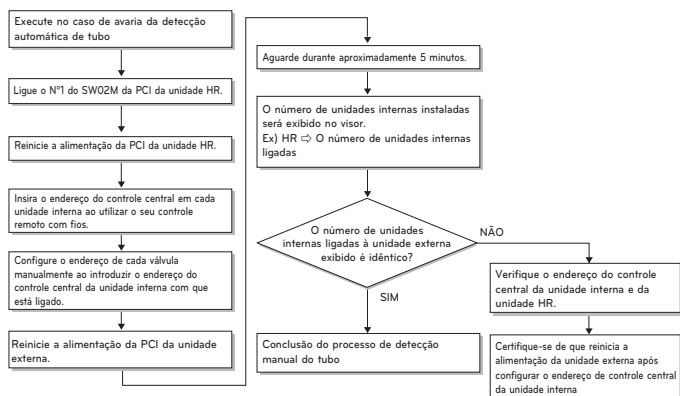 Execute no caso de avaria da detecção
automática de tubo
Ligue o Nº1 do SW02M da PCI da unidade HR.
Reinicie a alimentação da PCI da unidade HR.
Insira o endereço do controle central em cada
unidade interna ao utilizar o seu controle
remoto com fios.
Configure o endereço de cada válvula
manualmente ao introduzir o endereço do
controle central da unidade interna com que
está ligado.
Reinicie a alimentação da PCI da unidade
externa.
Aguarde durante aproximadamente 5 minutos.
O número de unidades internas instaladas
será exibido no visor.
Ex) HR ⇨ O número de unidades internas
ligadas
O número de unidades
internas ligadas à unidade externa
exibido é idêntico?
NÃO
SIM
Conclusão do processo de detecção
manual do tubo
Verifique o endereço do controle
central da unidade interna e da
unidade HR.
Certifique-se de que reinicia a
alimentação da unidade externa após
configurar o endereço de controle central
da unidade interna